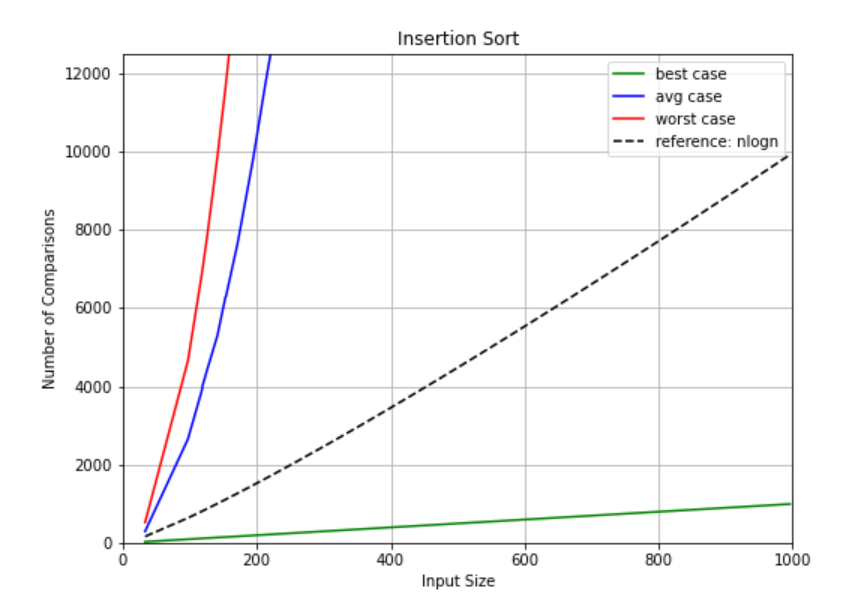 Insertion Sort
12000
10000
8000
6000
4000
2000
0
Number of Comparisons
best case
avg case
worst case
reference: nlogn
0 200 400 600 800 1000
Input Size